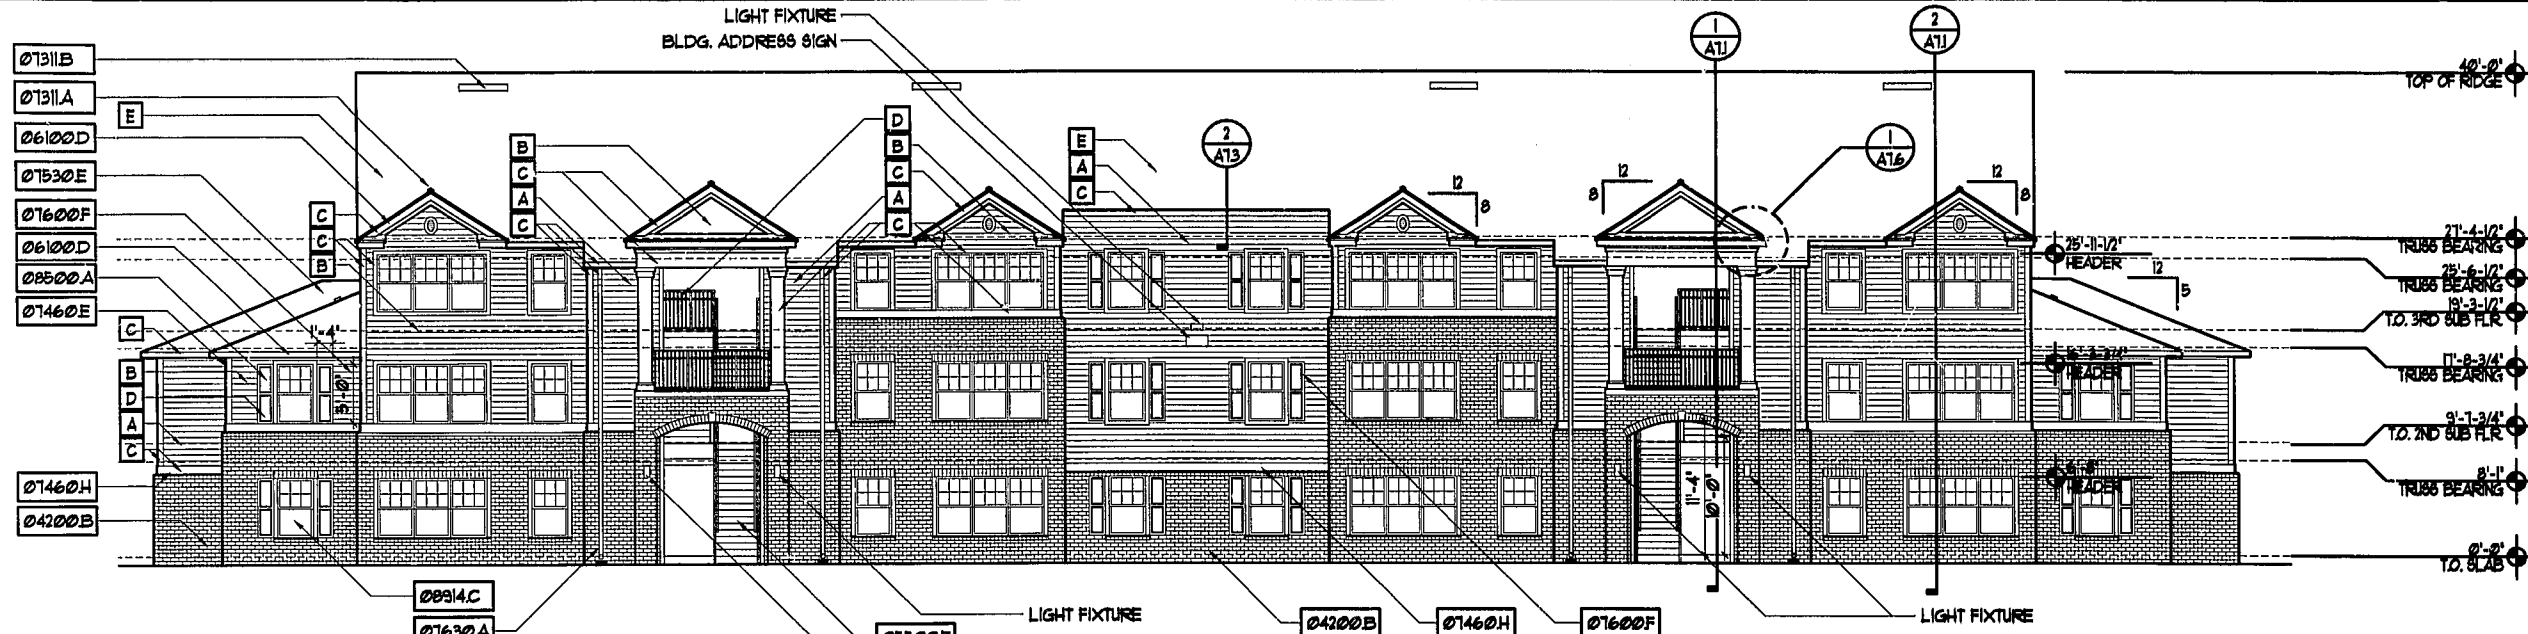 LIGHT FIXTURE
BLDG. ADDRESS SIGN
07311.B
07311.A
E
06100.D
07530.E
07600.F
06100.D
08500.A
07460.E
C
B
D
A
C
07460.H
04200.B
C
C
B
1'-4"
5'-0"
B
C
A
C
D
B
C
A
C
E
A
C
2
A7.3
1
A7.1
2
A7.1
1
A7.6
12
8
12
8
12
8
12
5
40'-0"
TOP OF RIDGE
27'-4-1/2"
TRUSS BEARING
25'-11-1/2"
HEADER
25'-6-1/2"
TRUSS BEARING
19'-3-1/2"
T.O. 3RD SUB FLR.
17'-8-3/4"
TRUSS BEARING
HEADER
9'-7-3/4"
T.O. 2ND SUB FLR.
8'-1"
TRUSS BEARING
6'-8"
HEADER
0'-0"
T.O. SLAB
11'-4"
10'-0"
08914.C
07630.A
LIGHT FIXTURE
04200.B
07460.H
07600.F
LIGHT FIXTURE